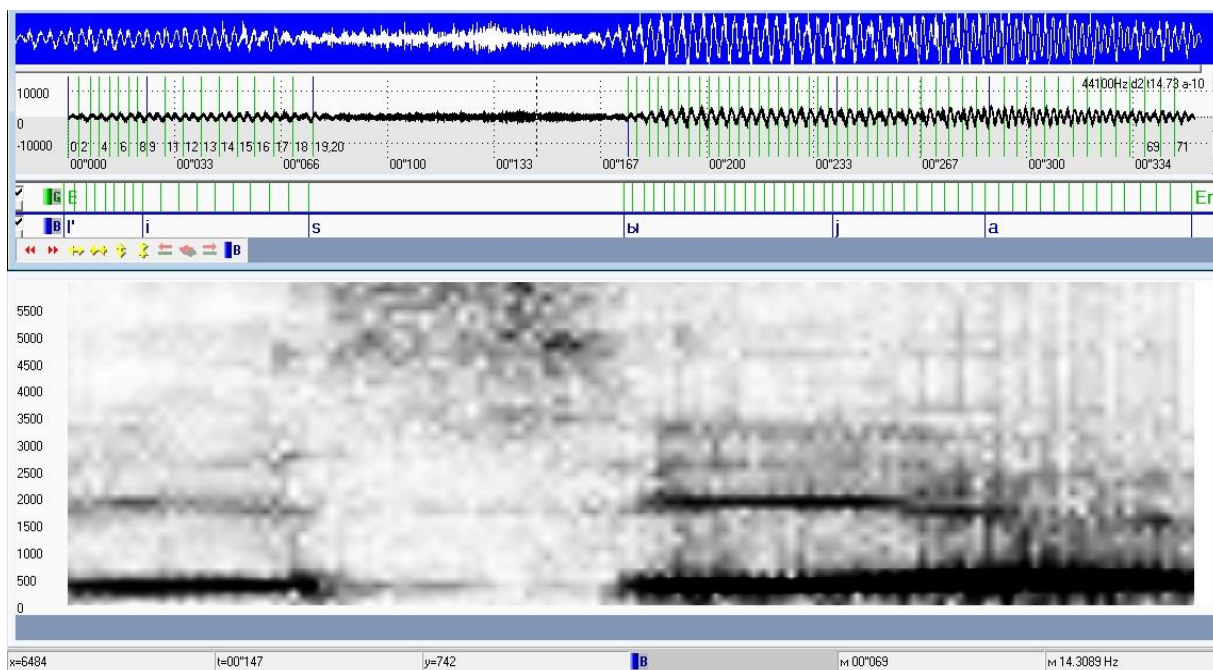 44100Hz d2 t14.73 a-10
10000
0
-10000
0 2 4 6 8 9 11 12 13 14 15 16 17 18 19,20 69 71
00"000 00"033 00"066 00"100 00"133 00"167 00"200 00"233 00"267 00"300 00"334
G E Er
B l' i s ы j a
B
5500
5000
4500
4000
3500
3000
2500
2000
1500
1000
500
0
x=6484 t=00"147 y=742 B м 00"069 м 14.3089 Hz